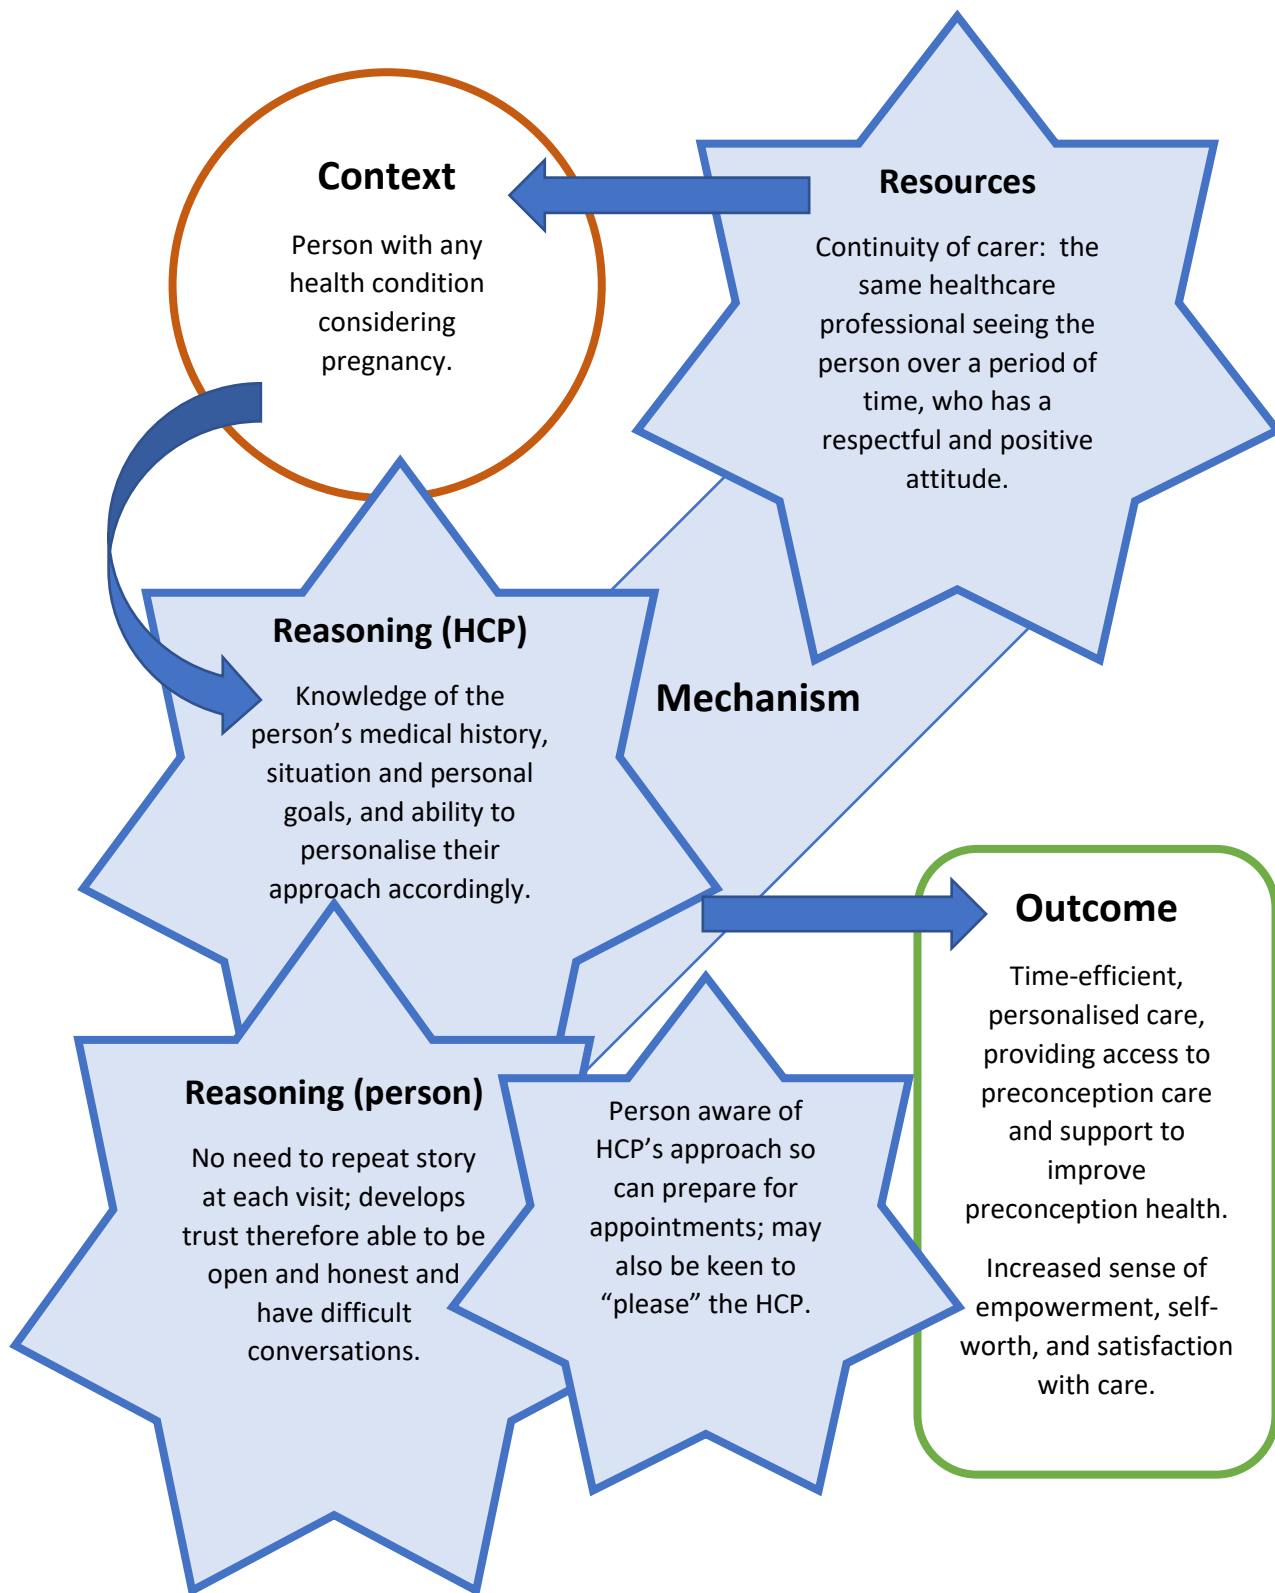 Context
Person with any
health condition
considering
pregnancy.
Resources
Continuity of carer:  the
same healthcare
professional seeing the
person over a period of
time, who has a
respectful and positive
attitude.
Reasoning (HCP)
Knowledge of the
person’s medical history,
situation and personal
goals, and ability to
personalise their
approach accordingly.
Mechanism
Reasoning (person)
No need to repeat story
at each visit; develops
trust therefore able to be
open and honest and
have difficult
conversations.
Person aware of
HCP’s approach so
can prepare for
appointments; may
also be keen to
“please” the HCP.
Outcome
Time-efficient,
personalised care,
providing access to
preconception care
and support to
improve
preconception health.
Increased sense of
empowerment, self-
worth, and satisfaction
with care.